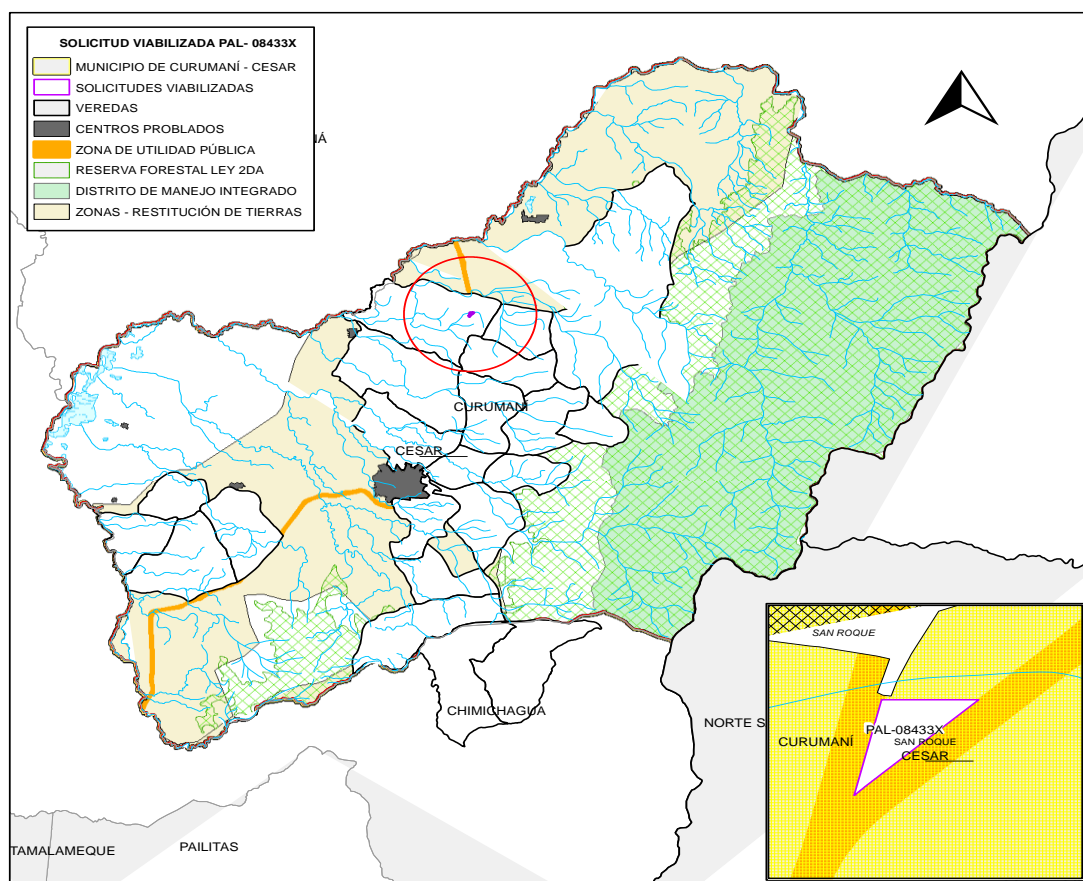 SOLICITUD VIABILIZADA PAL- 08433X
MUNICIPIO DE CURUMANÍ - CESAR
SOLICITUDES VIABILIZADAS
VEREDAS
CENTROS PROBLADOS
ZONA DE UTILIDAD PÚBLICA
RESERVA FORESTAL LEY 2DA
DISTRITO DE MANEJO INTEGRADO
ZONAS - RESTITUCIÓN DE TIERRAS
Á
CURUMANÍ
CESAR
CHIMICHAGUA
NORTE S
TAMALAMEQUE
PAILITAS
SAN ROQUE
PAL-08433X
CURUMANÍ
SAN ROQUE
CESAR